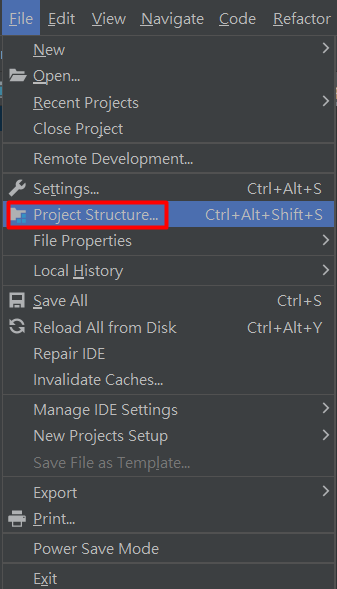 File Edit View Navigate Code Refactor
New
Open...
Recent Projects
Close Project
Remote Development...
Settings... Ctrl+Alt+S
Project Structure... Ctrl+Alt+Shift+S
File Properties
Local History
Save All Ctrl+S
Reload All from Disk Ctrl+Alt+Y
Repair IDE
Invalidate Caches...
Manage IDE Settings
New Projects Setup
Save File as Template...
Export
Print...
Power Save Mode
Exit